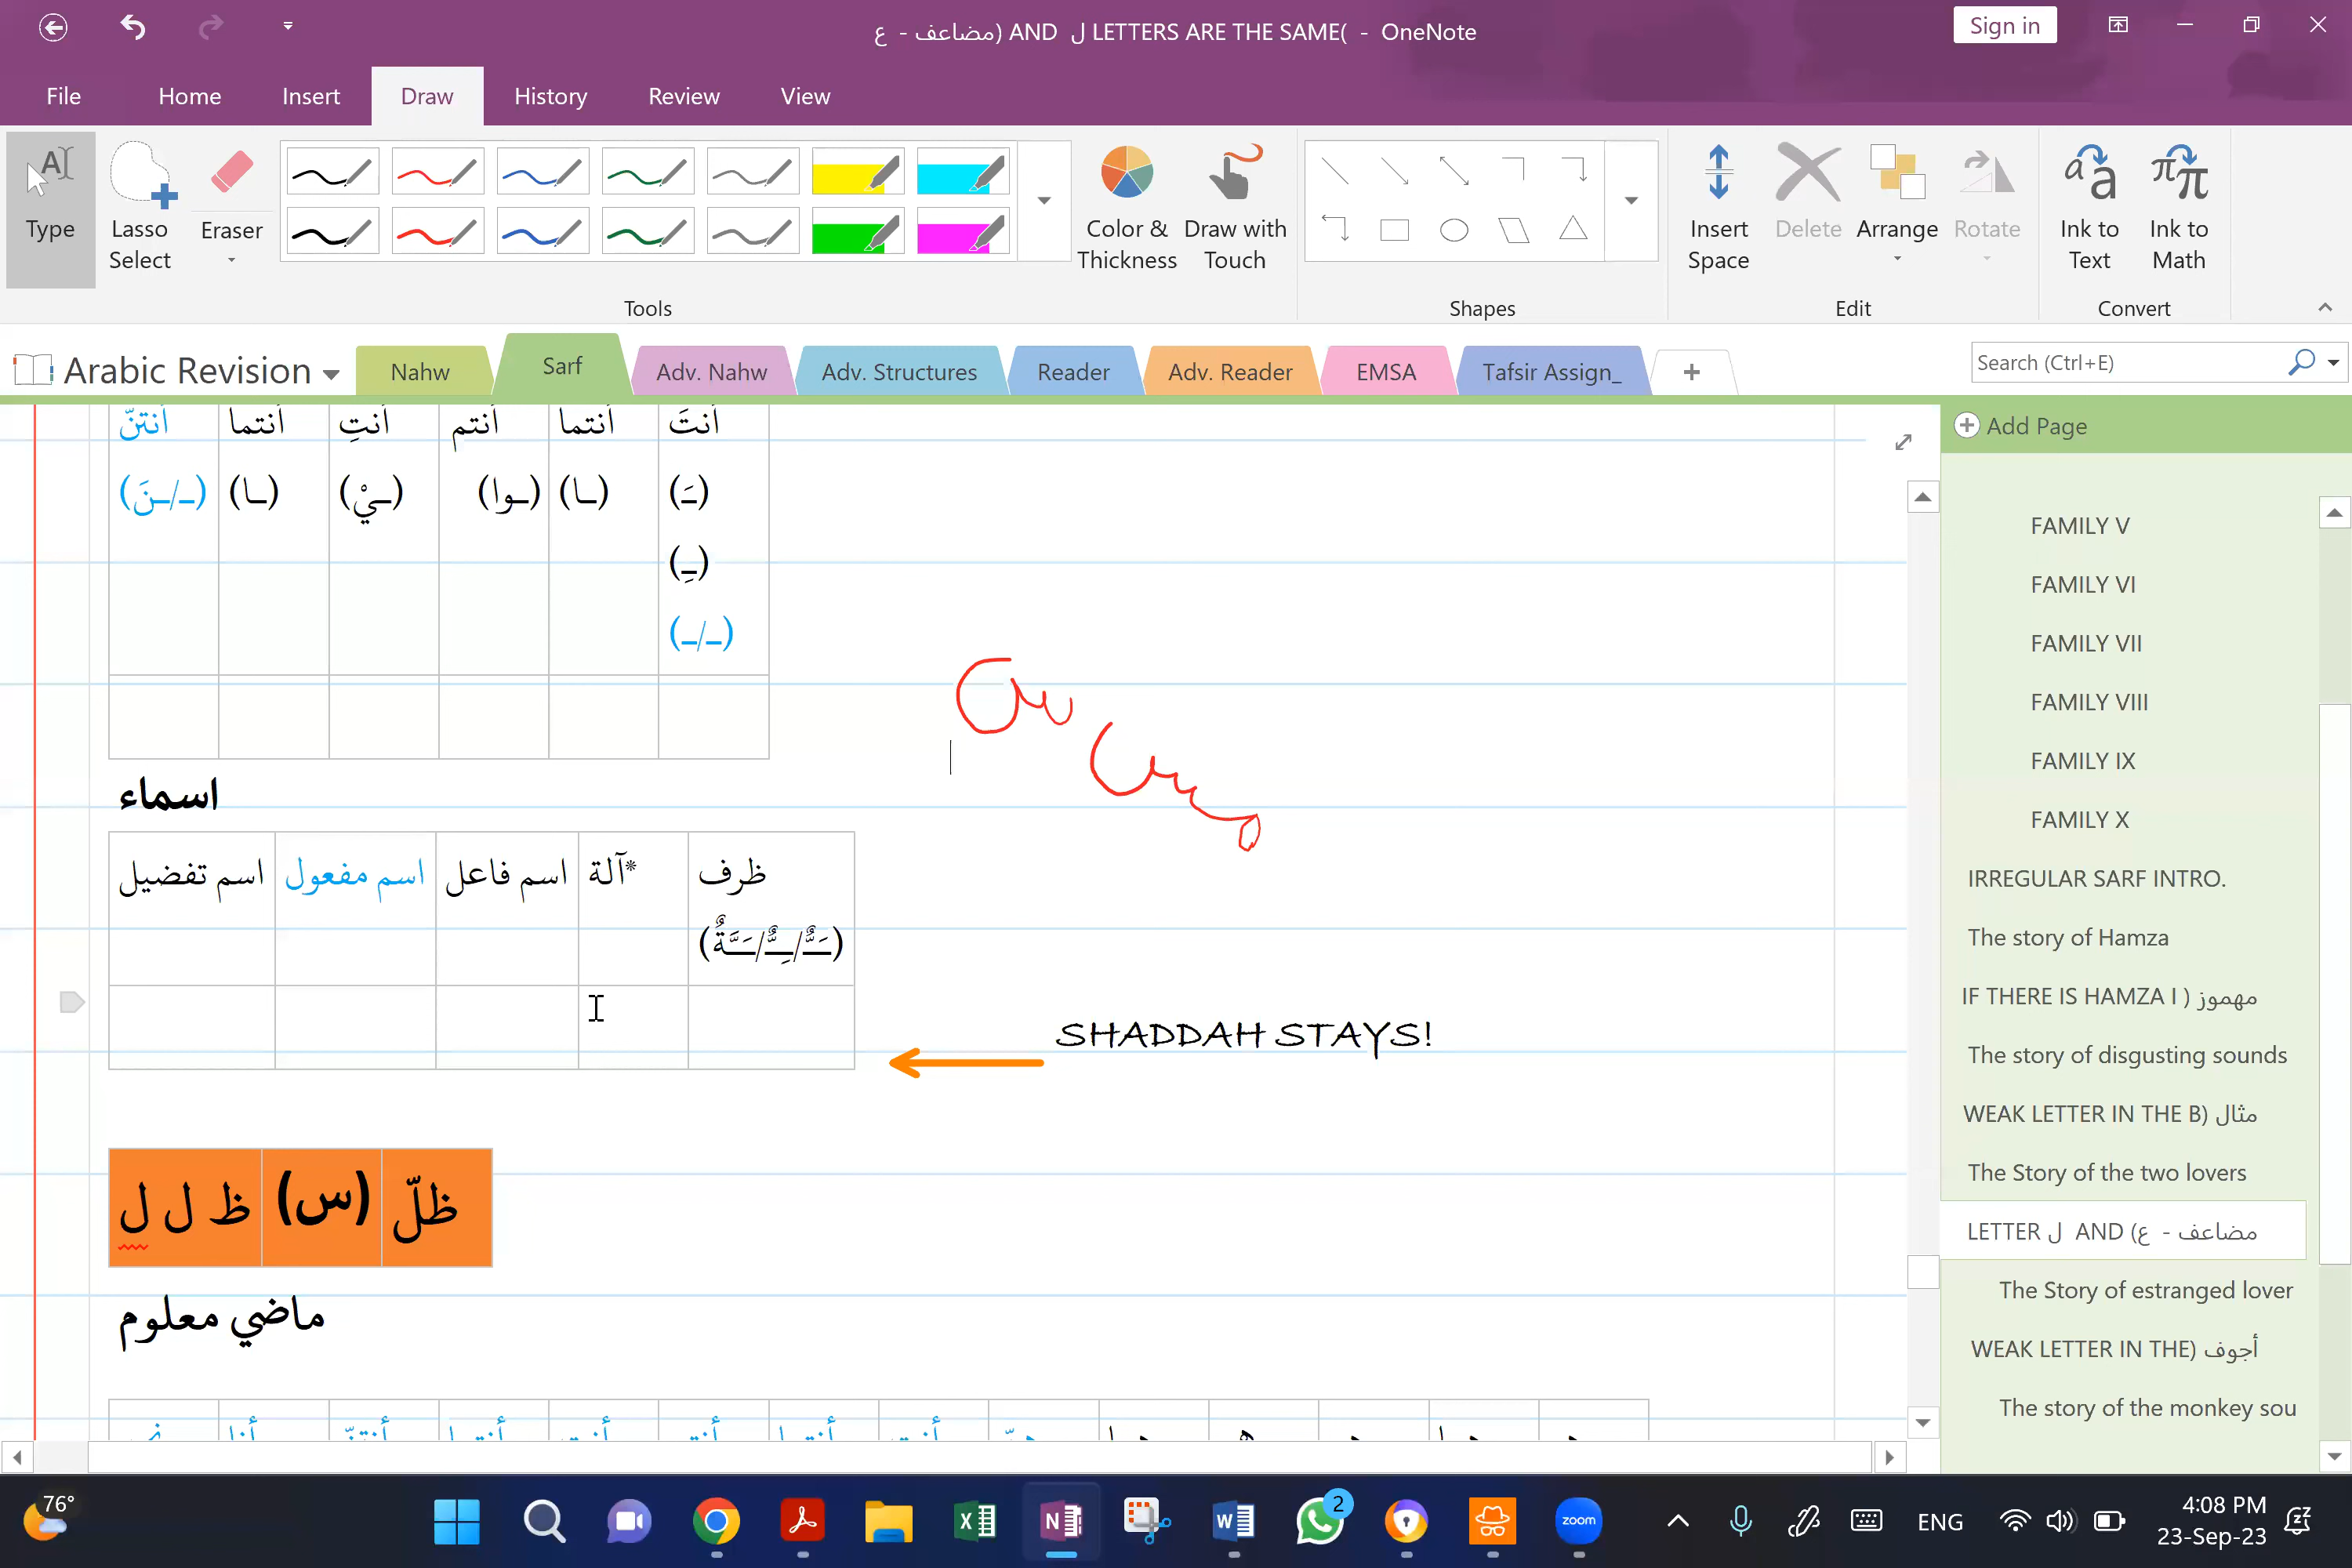 ع - مضاعف) AND ل LETTERS ARE THE SAME( - OneNote
Sign in
File Home Insert Draw History Review View
Type
Lasso Select
Eraser
Color & Thickness
Draw with Touch
Insert Space
Delete
Arrange
Rotate
Ink to Text
Ink to Math
Tools Shapes Edit Convert
Arabic Revision
Nahw Sarf Adv. Nahw Adv. Structures Reader Adv. Reader EMSA Tafsir Assign_ +
Search (Ctrl+E)
أنتَ أنتما أنتم أنتِ أنتما أنتنّ
(ـَ) (ـا) (ـوا) (ـيْ) (ـا) (ـ/ـنَ)
(ـِ)
(ـ/ـ)
اسماء
ظرف آلة* اسم فاعل اسم مفعول اسم تفضيل
(ـَـٌّ/ـِـٌّ/ـَـَّةٌ)
SHADDAH STAYS!
ظلّ (س) ظ ل ل
ماضي معلوم
Add Page
FAMILY V
FAMILY VI
FAMILY VII
FAMILY VIII
FAMILY IX
FAMILY X
IRREGULAR SARF INTRO.
The story of Hamza
IF THERE IS HAMZA I ) مهموز
The story of disgusting sounds
WEAK LETTER IN THE B) مثال
The Story of the two lovers
LETTER ل AND (ع - مضاعف
The Story of estranged lover
WEAK LETTER IN THE) أجوف
The story of the monkey sou
76°
2
zoom
ENG
4:08 PM
23-Sep-23